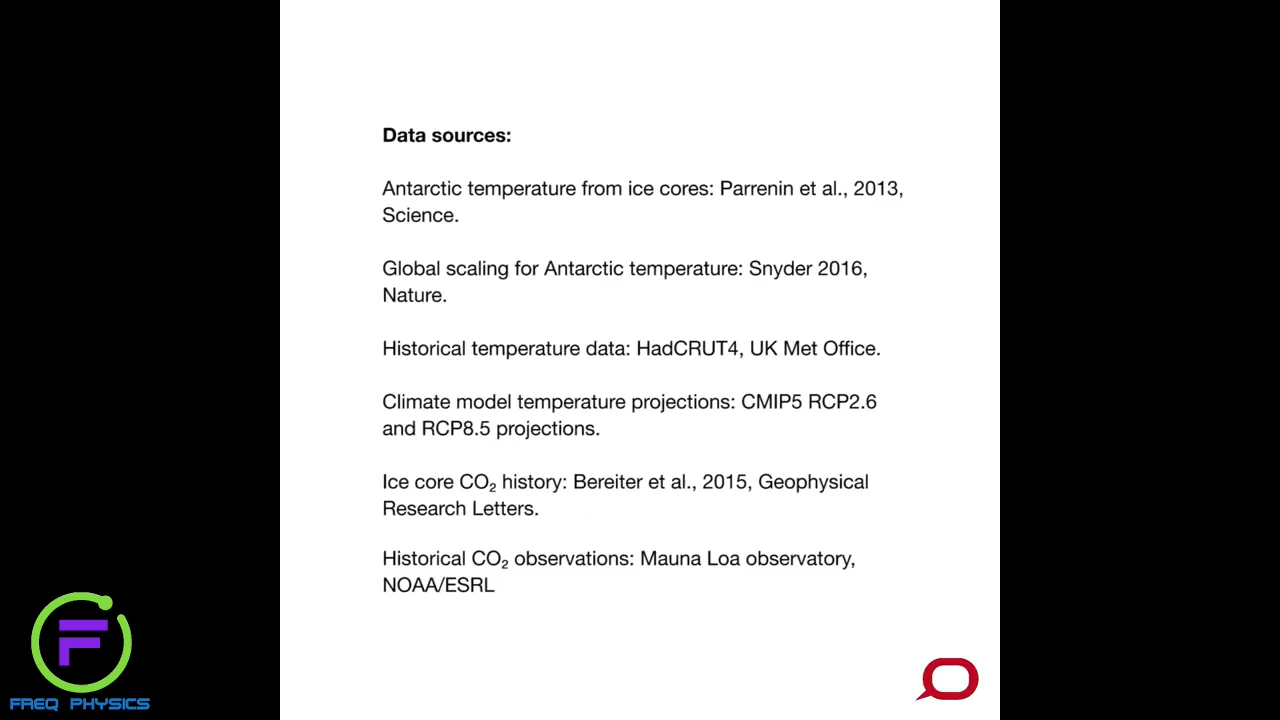 Data sources:
Antarctic temperature from ice cores: Parrenin et al., 2013,
Science.
Global scaling for Antarctic temperature: Snyder 2016,
Nature.
Historical temperature data: HadCRUT4, UK Met Office.
Climate model temperature projections: CMIP5 RCP2.6
and RCP8.5 projections.
Ice core CO₂ history: Bereiter et al., 2015, Geophysical
Research Letters.
Historical CO₂ observations: Mauna Loa observatory,
NOAA/ESRL
F
FREQ PHYSICS